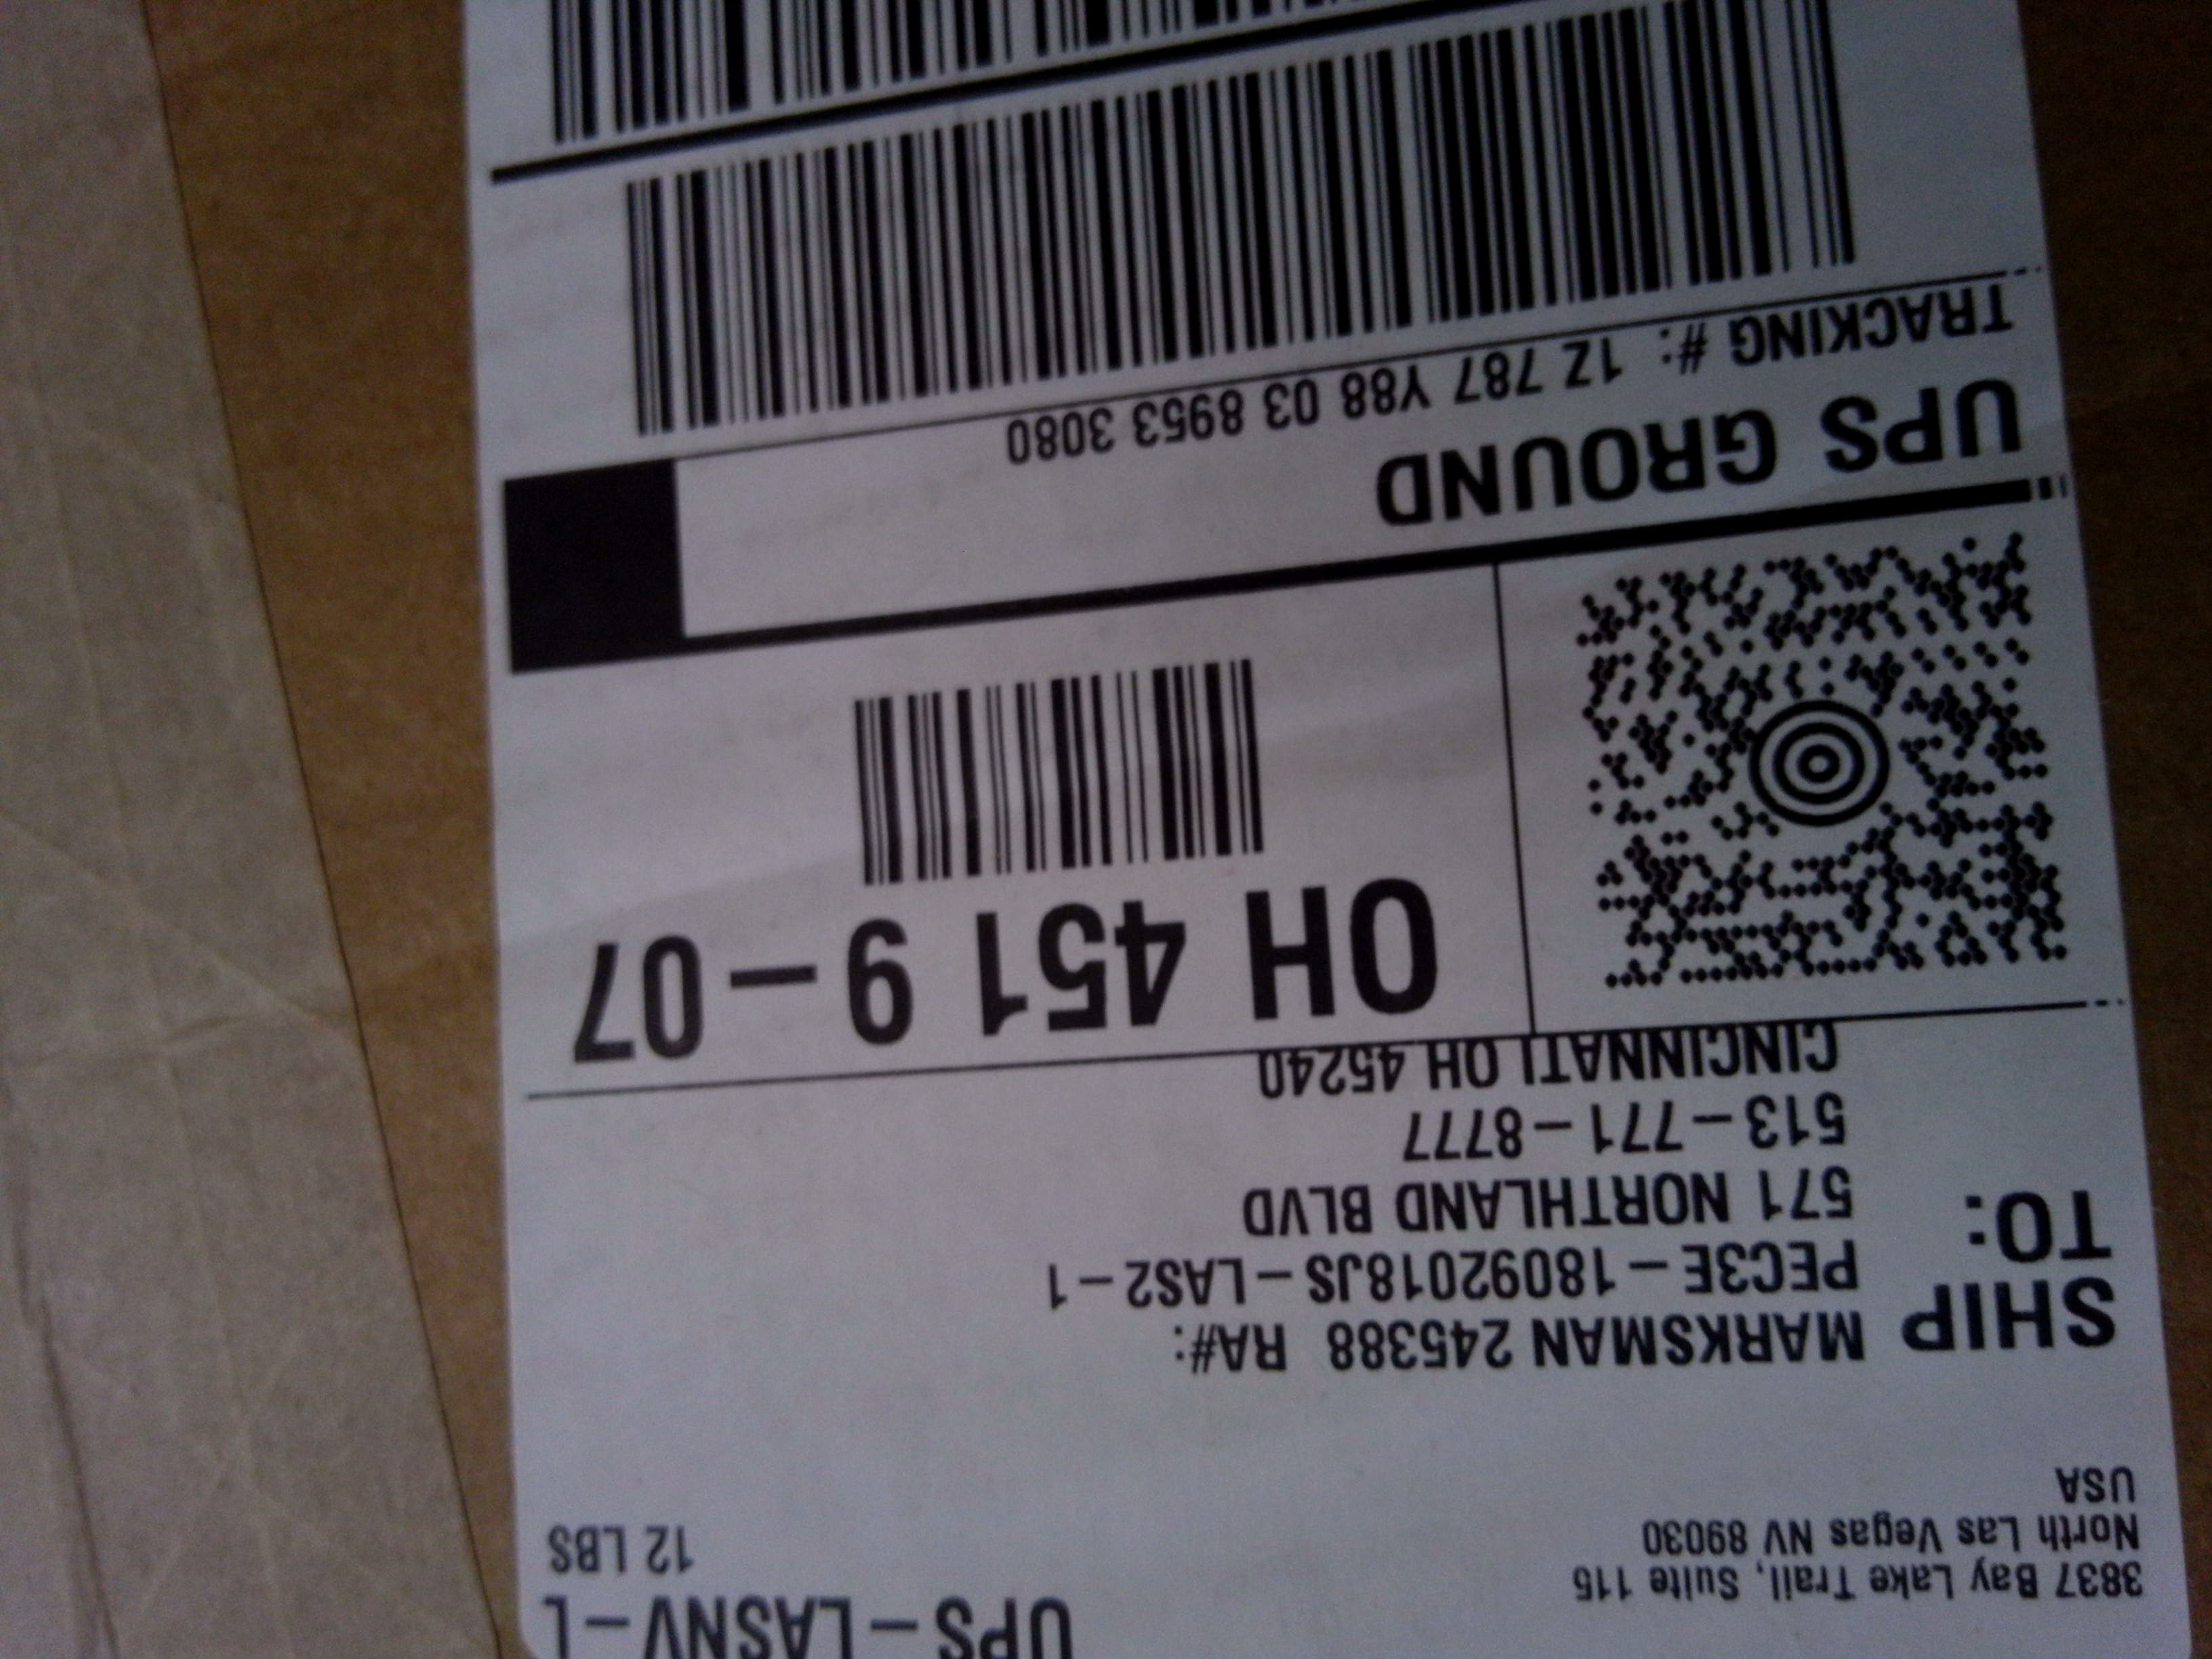 UPS-LASNV-L
12 LBS
3837 Bay Lake Trail, Suite 115
North Las Vegas NV 89030
USA
SHIP
TO:
MARKSMAN 245388 RA#:
PEC3E-18092018JS-LAS2-1
571 NORTHLAND BLVD
513-771-8777
CINCINNATI OH 45240
OH 451 9-07
UPS GROUND
TRACKING #: 1Z 787 Y88 03 8953 3080